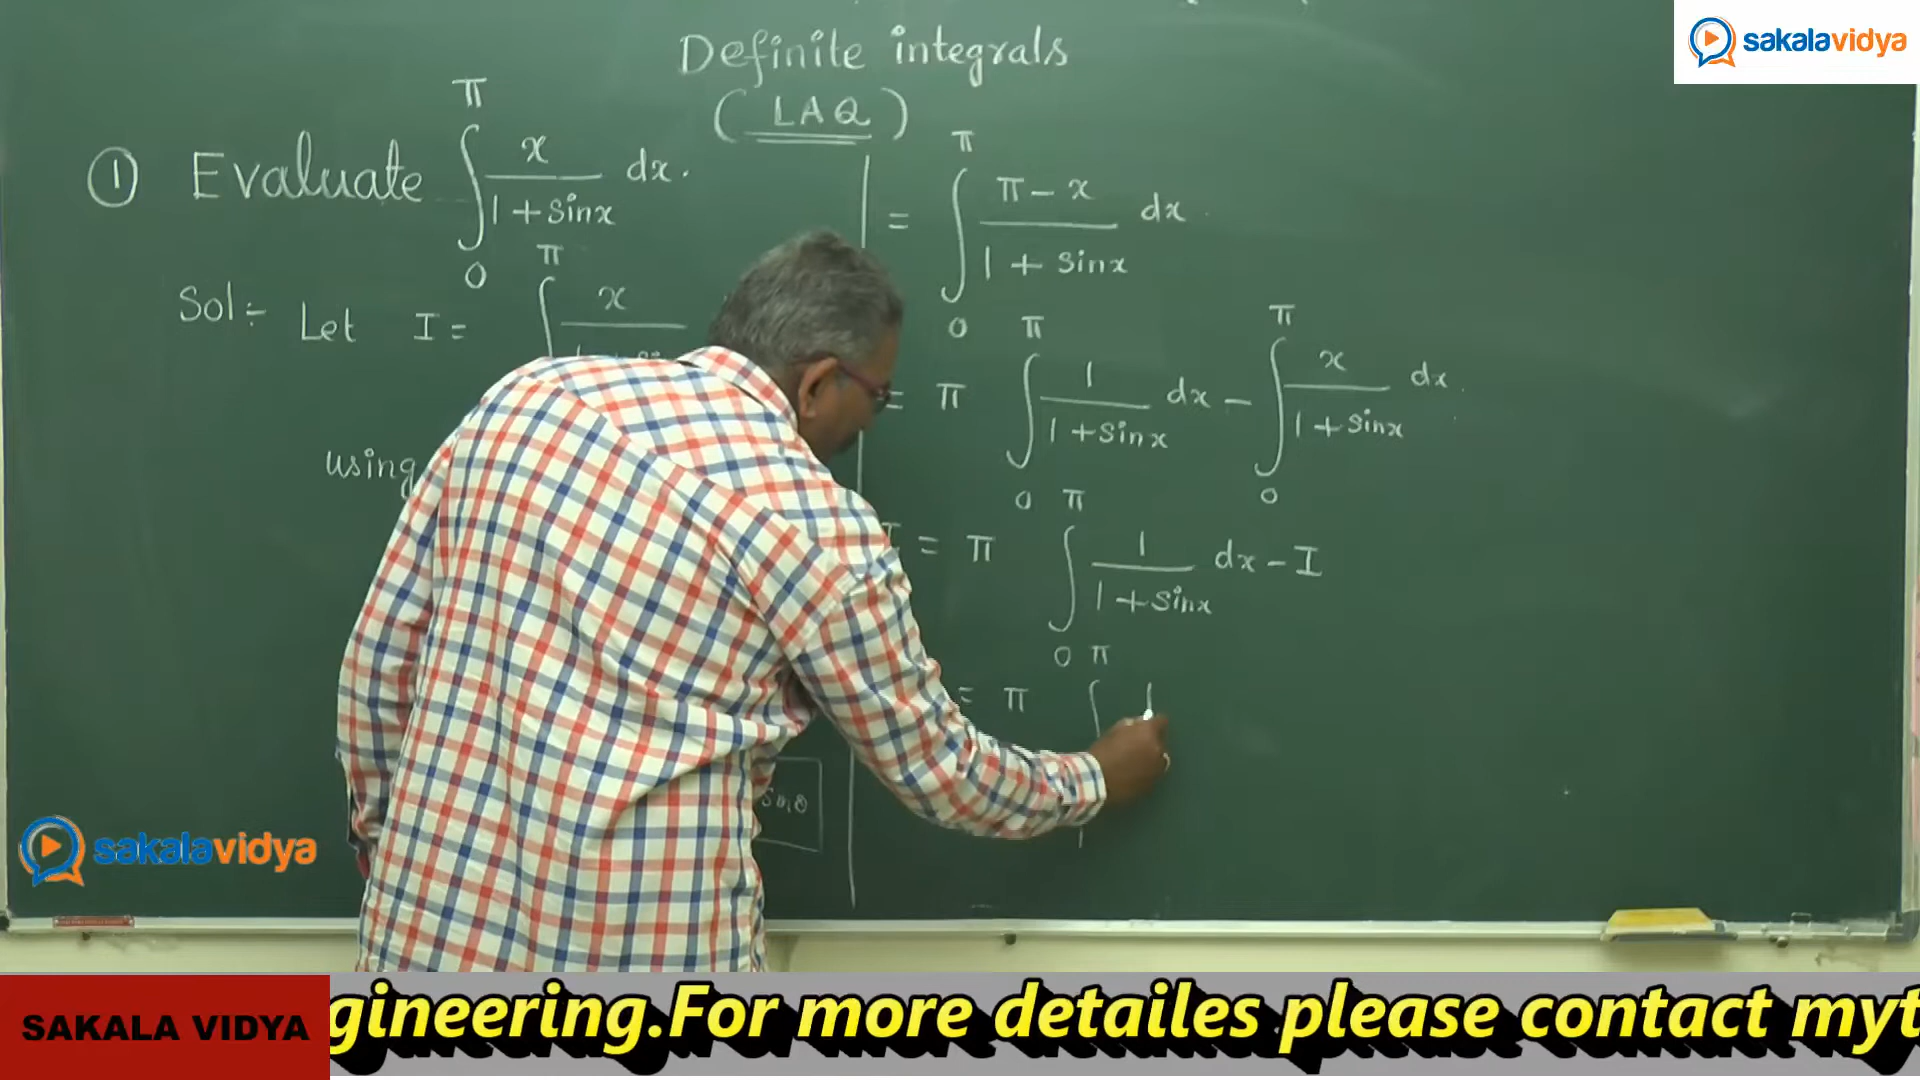 sakalavidya
Definite integrals
(LAQ)
① Evaluate ∫₀^π x/(1+sinx) dx.
Sol:- Let I = ∫^π x/
using
= ∫₀^π (π-x)/(1+sinx) dx
= π ∫₀^π 1/(1+sinx) dx - ∫₀^π x/(1+sinx) dx.
I = π ∫₀^π 1/(1+sinx) dx - I
= π ∫^π 1
sakalavidya
SAKALA VIDYA
gineering.For more detailes please contact myt